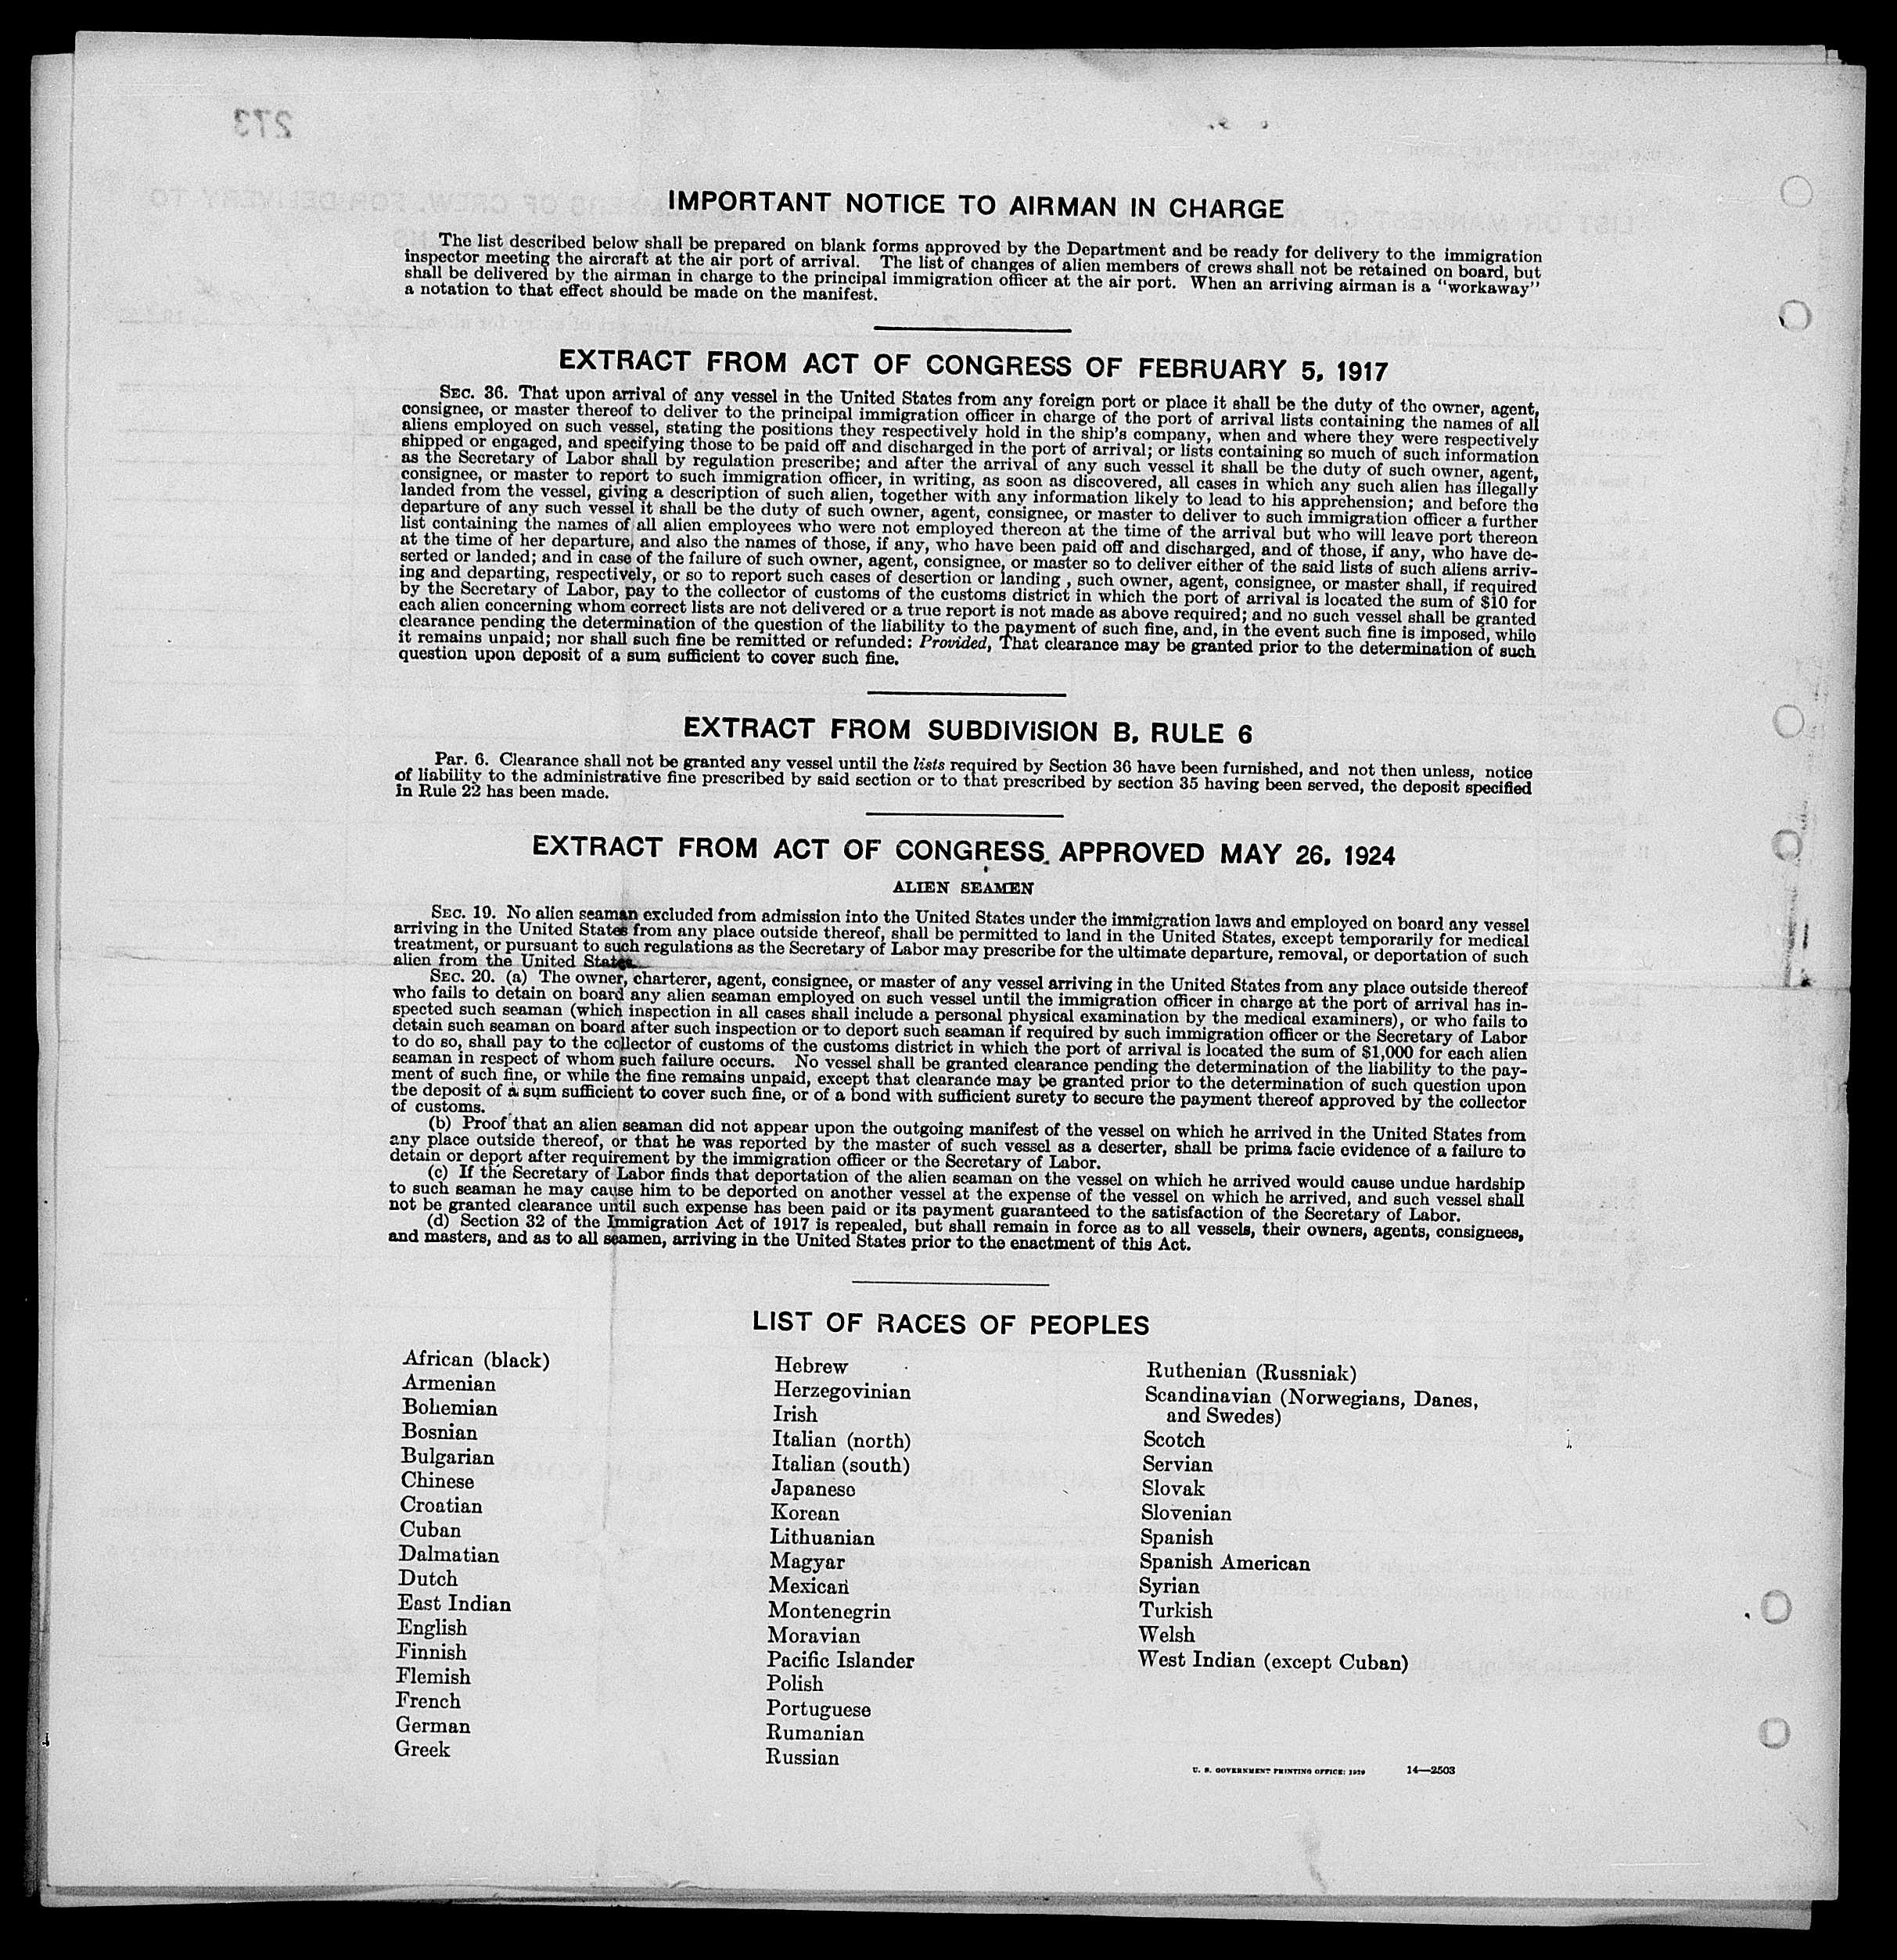 273
IMPORTANT NOTICE TO AIRMAN IN CHARGE
The list described below shall be prepared on blank forms approved by the Department and be ready for delivery to the immigration
inspector meeting the aircraft at the air port of arrival. The list of changes of alien members of crews shall not be retained on board, but
shall be delivered by the airman in charge to the principal immigration officer at the air port. When an arriving airman is a "workaway"
a notation to that effect should be made on the manifest.
EXTRACT FROM ACT OF CONGRESS OF FEBRUARY 5, 1917
SEC. 36. That upon arrival of any vessel in the United States from any foreign port or place it shall be the duty of the owner, agent,
consignee, or master thereof to deliver to the principal immigration officer in charge of the port of arrival lists containing the names of all
aliens employed on such vessel, stating the positions they respectively hold in the ship's company, when and where they were respectively
shipped or engaged, and specifying those to be paid off and discharged in the port of arrival; or lists containing so much of such information
as the Secretary of Labor shall by regulation prescribe; and after the arrival of any such vessel it shall be the duty of such owner, agent,
consignee, or master to report to such immigration officer, in writing, as soon as discovered, all cases in which any such alien has illegally
landed from the vessel, giving a description of such alien, together with any information likely to lead to his apprehension; and before the
departure of any such vessel it shall be the duty of such owner, agent, consignee, or master to deliver to such immigration officer a further
list containing the names of all alien employees who were not employed thereon at the time of the arrival but who will leave port thereon
at the time of her departure, and also the names of those, if any, who have been paid off and discharged, and of those, if any, who have de-
serted or landed; and in case of the failure of such owner, agent, consignee, or master so to deliver either of the said lists of such aliens arriv-
ing and departing, respectively, or so to report such cases of desertion or landing , such owner, agent, consignee, or master shall, if required
by the Secretary of Labor, pay to the collector of customs of the customs district in which the port of arrival is located the sum of $10 for
each alien concerning whom correct lists are not delivered or a true report is not made as above required; and no such vessel shall be granted
clearance pending the determination of the question of the liability to the payment of such fine, and, in the event such fine is imposed, while
it remains unpaid; nor shall such fine be remitted or refunded: Provided, That clearance may be granted prior to the determination of such
question upon deposit of a sum sufficient to cover such fine.
EXTRACT FROM SUBDIVISION B, RULE 6
Par. 6. Clearance shall not be granted any vessel until the lists required by Section 36 have been furnished, and not then unless, notice
of liability to the administrative fine prescribed by said section or to that prescribed by section 35 having been served, the deposit specified
in Rule 22 has been made.
EXTRACT FROM ACT OF CONGRESS APPROVED MAY 26, 1924
ALIEN SEAMEN
SEC. 19. No alien seaman excluded from admission into the United States under the immigration laws and employed on board any vessel
arriving in the United States from any place outside thereof, shall be permitted to land in the United States, except temporarily for medical
treatment, or pursuant to such regulations as the Secretary of Labor may prescribe for the ultimate departure, removal, or deportation of such
alien from the United States.
SEC. 20. (a) The owner, charterer, agent, consignee, or master of any vessel arriving in the United States from any place outside thereof
who fails to detain on board any alien seaman employed on such vessel until the immigration officer in charge at the port of arrival has in-
spected such seaman (which inspection in all cases shall include a personal physical examination by the medical examiners), or who fails to
detain such seaman on board after such inspection or to deport such seaman if required by such immigration officer or the Secretary of Labor
to do so, shall pay to the collector of customs of the customs district in which the port of arrival is located the sum of $1,000 for each alien
seaman in respect of whom such failure occurs. No vessel shall be granted clearance pending the determination of the liability to the pay-
ment of such fine, or while the fine remains unpaid, except that clearance may be granted prior to the determination of such question upon
the deposit of a sum sufficient to cover such fine, or of a bond with sufficient surety to secure the payment thereof approved by the collector
of customs.
(b) Proof that an alien seaman did not appear upon the outgoing manifest of the vessel on which he arrived in the United States from
any place outside thereof, or that he was reported by the master of such vessel as a deserter, shall be prima facie evidence of a failure to
detain or deport after requirement by the immigration officer or the Secretary of Labor.
(c) If the Secretary of Labor finds that deportation of the alien seaman on the vessel on which he arrived would cause undue hardship
to such seaman he may cause him to be deported on another vessel at the expense of the vessel on which he arrived, and such vessel shall
not be granted clearance until such expense has been paid or its payment guaranteed to the satisfaction of the Secretary of Labor.
(d) Section 32 of the Immigration Act of 1917 is repealed, but shall remain in force as to all vessels, their owners, agents, consignees,
and masters, and as to all seamen, arriving in the United States prior to the enactment of this Act.
LIST OF RACES OF PEOPLES
African (black)
Armenian
Bohemian
Bosnian
Bulgarian
Chinese
Croatian
Cuban
Dalmatian
Dutch
East Indian
English
Finnish
Flemish
French
German
Greek
Hebrew
Herzegovinian
Irish
Italian (north)
Italian (south)
Japanese
Korean
Lithuanian
Magyar
Mexican
Montenegrin
Moravian
Pacific Islander
Polish
Portuguese
Rumanian
Russian
Ruthenian (Russniak)
Scandinavian (Norwegians, Danes,
and Swedes)
Scotch
Servian
Slovak
Slovenian
Spanish
Spanish American
Syrian
Turkish
Welsh
West Indian (except Cuban)
U. S. GOVERNMENT PRINTING OFFICE: 1929 14—2503